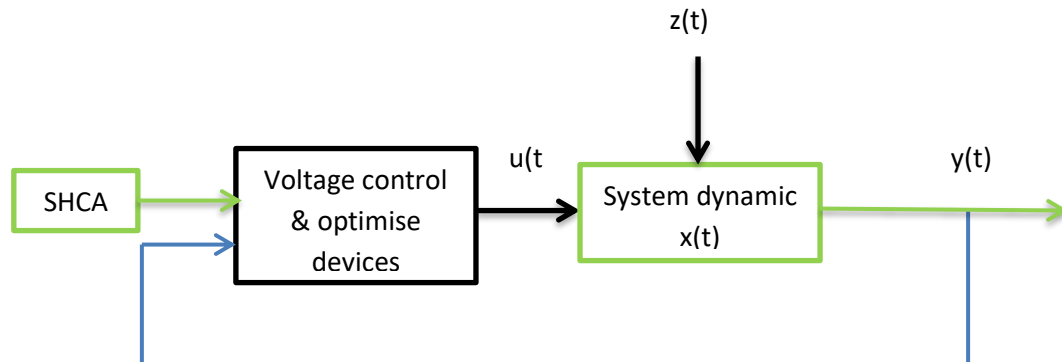 z(t)
u(t
y(t)
SHCA
Voltage control
& optimise
devices
System dynamic
x(t)